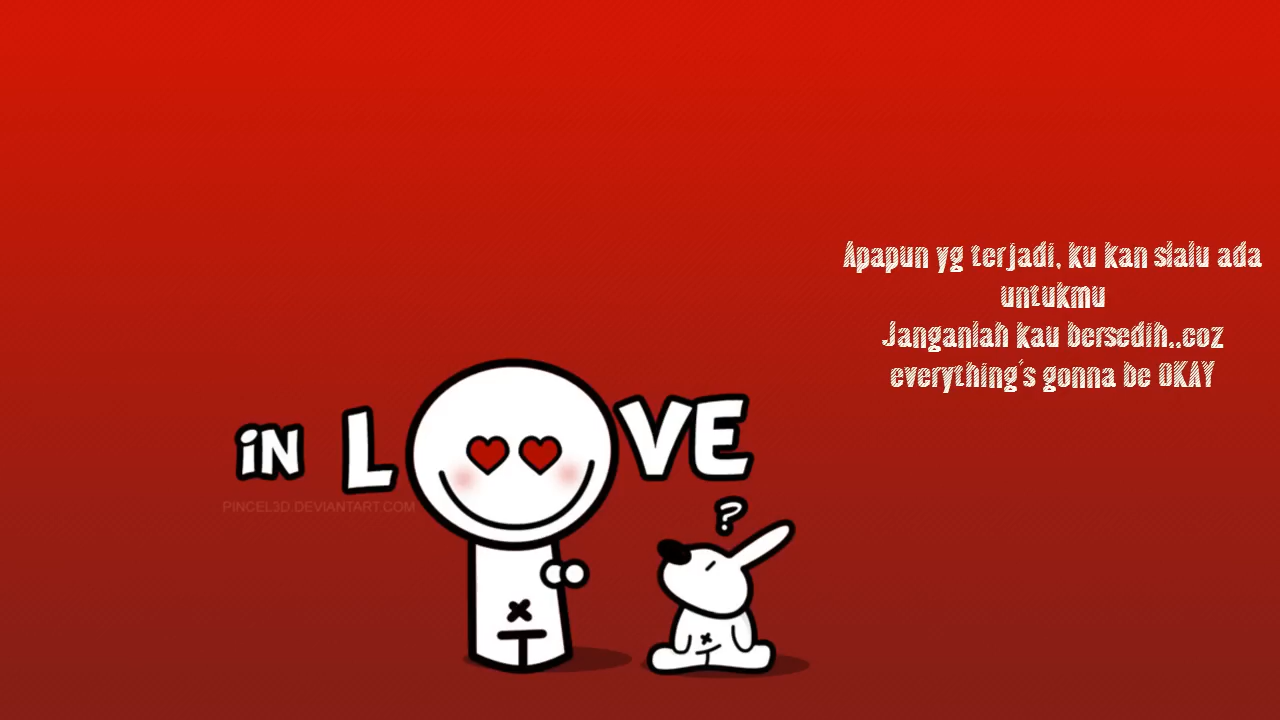 Apapun yg terjadi, ku kan slalu ada
untukmu
Janganlah kau bersedih..coz
everything's gonna be OKAY
iN LOVE
PINCEL3D.DEVIANTART.COM
?